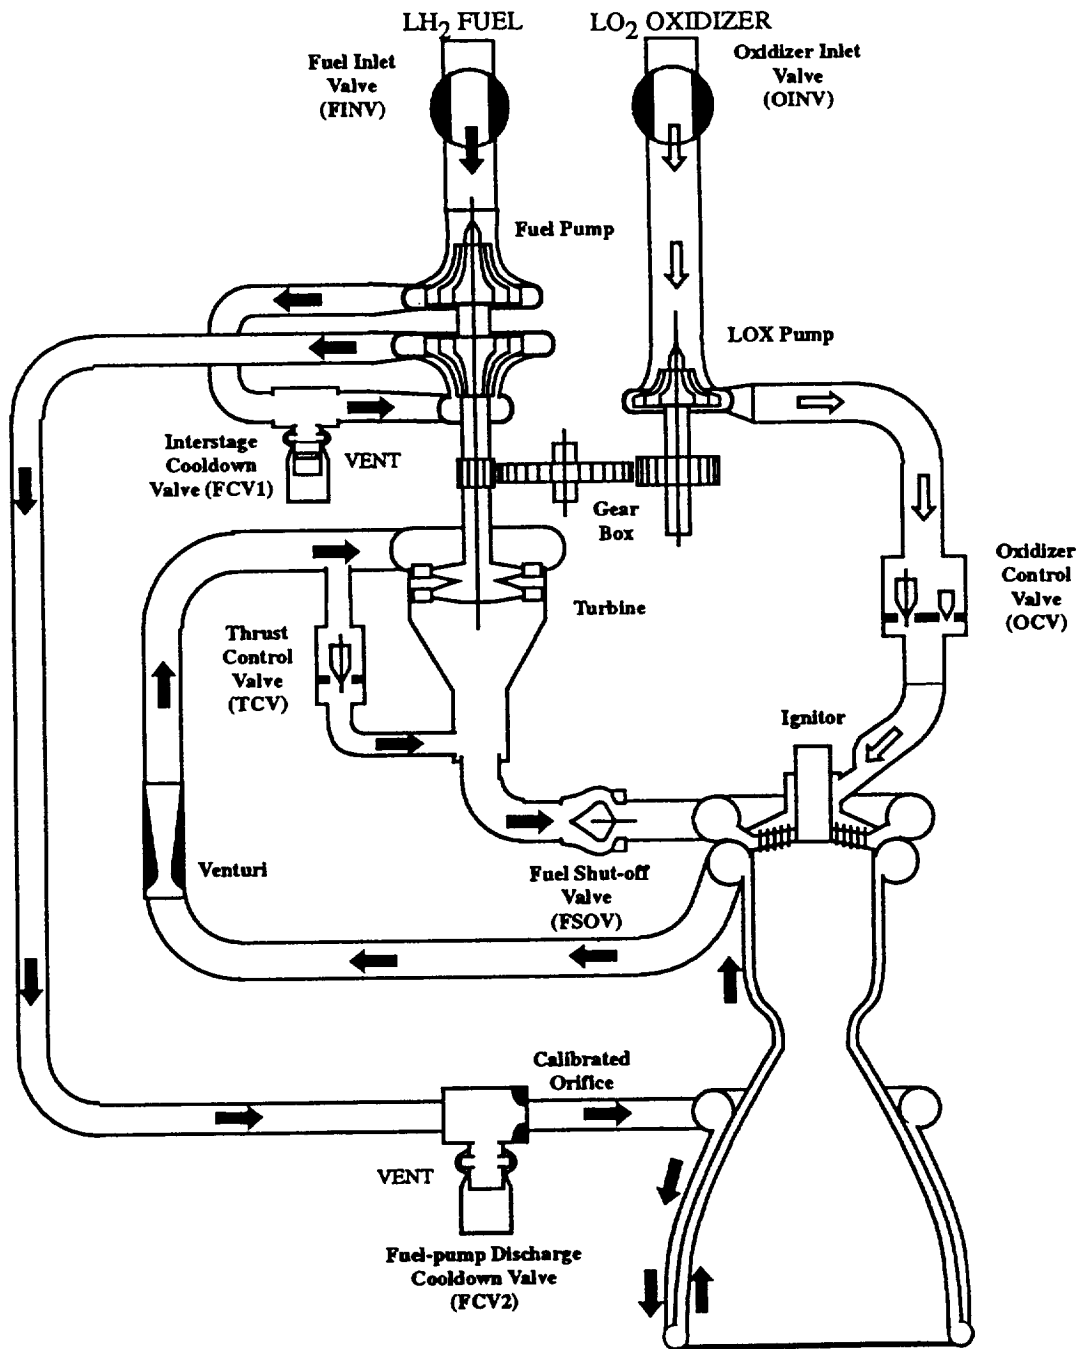 LH2 FUEL
LO2 OXIDIZER
Fuel Inlet
Valve
(FINV)
Oxidizer Inlet
Valve
(OINV)
Fuel Pump
LOX Pump
Interstage
Cooldown
Valve (FCV1)
VENT
Gear
Box
Oxidizer
Control
Valve
(OCV)
Turbine
Thrust
Control
Valve
(TCV)
Ignitor
Venturi
Fuel Shut-off
Valve
(FSOV)
Calibrated
Orifice
VENT
Fuel-pump Discharge
Cooldown Valve
(FCV2)